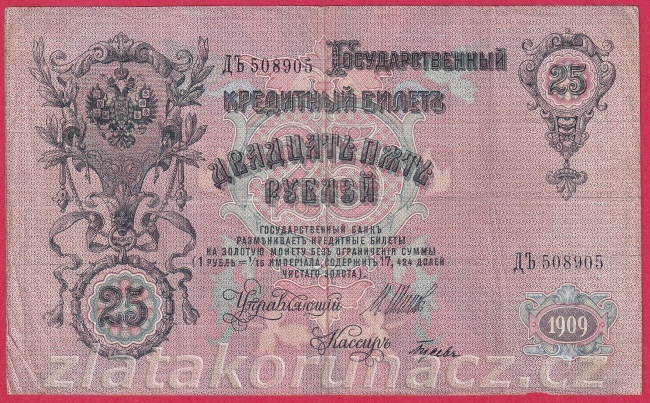 ДЪ 508905
ГОСУДАРСТВЕННЫЙ
КРЕДИТНЫЙ БИЛЕТЪ
25
ДВАДЦАТЬ ПЯТЬ
РУБЛЕЙ
ГОСУДАРСТВЕННЫЙ БАНКЪ
РАЗМѢНИВАЕТЪ КРЕДИТНЫЕ БИЛЕТЫ
НА ЗОЛОТУЮ МОНЕТУ БЕЗЪ ОГРАНИЧЕНІЯ СУММЫ
(1 РУБЛЬ = 1/15 ИМПЕРІАЛА, СОДЕРЖИТЪ 17,424 ДОЛЕЙ
ЧИСТАГО ЗОЛОТА).
ДЪ 508905
25
Управляющій
Кассиръ
1909
zlatakorunacz.cz